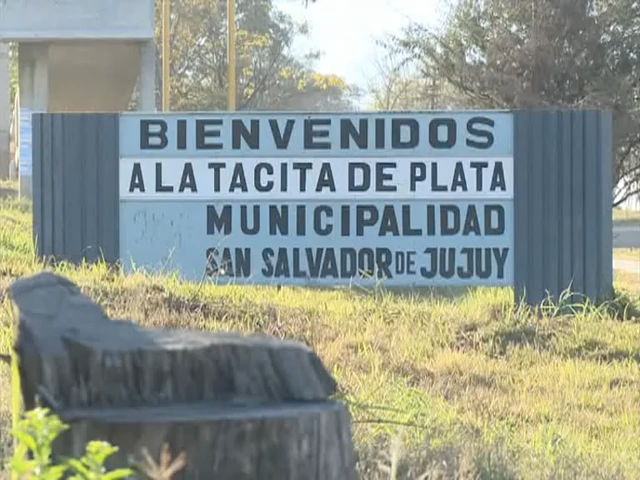 BIENVENIDOS
A LA TACITA DE PLATA
MUNICIPALIDAD
SAN SALVADOR DE JUJUY